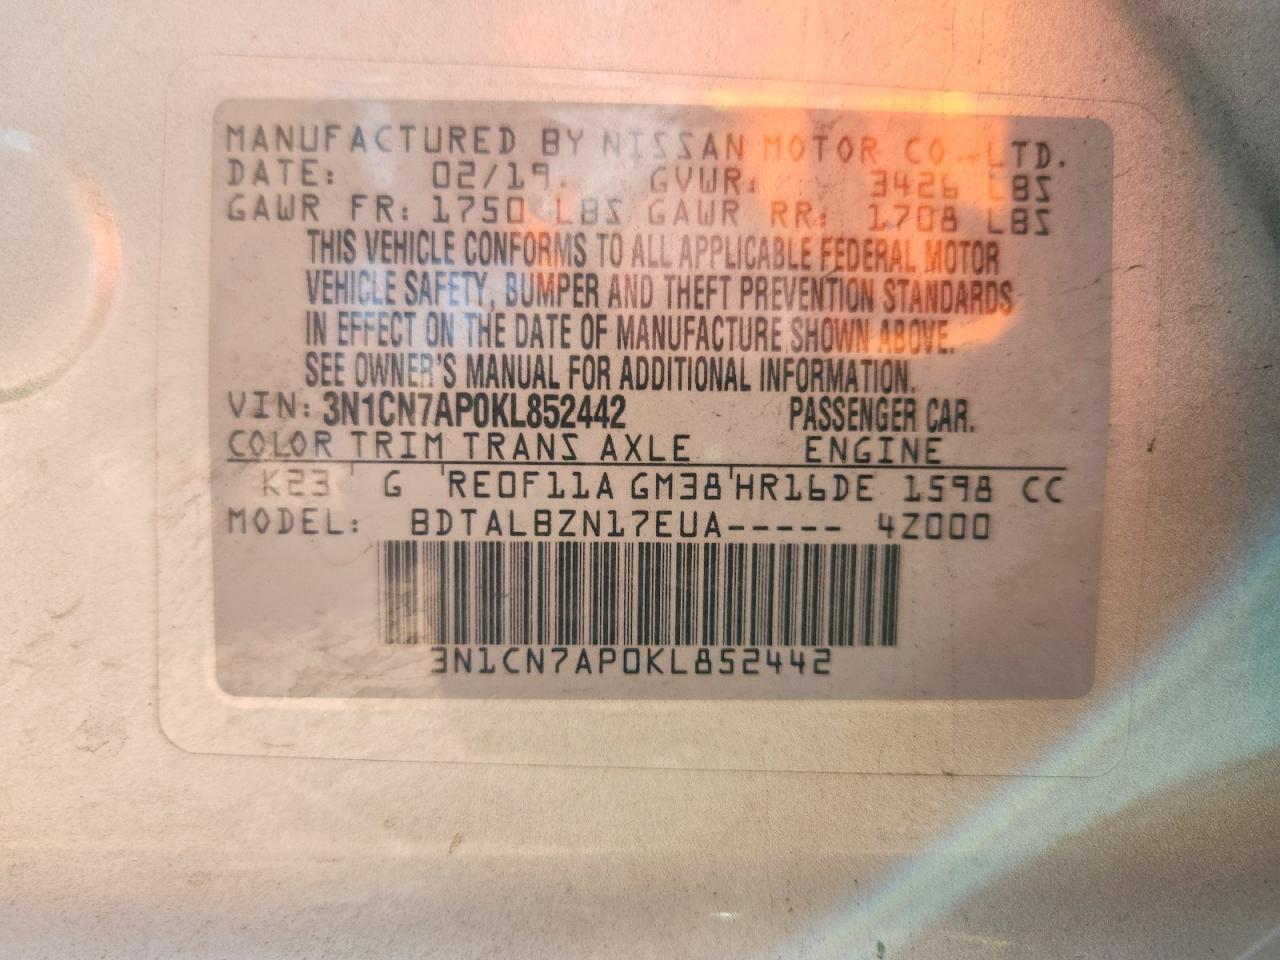 MANUFACTURED BY NISSAN MOTOR CO. LTD.
DATE: 02/19. GVWR: 3426 LBS
GAWR FR: 1750 LBS GAWR RR: 1708 LBS
THIS VEHICLE CONFORMS TO ALL APPLICABLE FEDERAL MOTOR
VEHICLE SAFETY, BUMPER AND THEFT PREVENTION STANDARDS
IN EFFECT ON THE DATE OF MANUFACTURE SHOWN ABOVE.
SEE OWNER'S MANUAL FOR ADDITIONAL INFORMATION.
VIN: 3N1CN7AP0KL852442 PASSENGER CAR.
COLOR TRIM TRANS AXLE ENGINE
K23 G RE0F11A GM38 HR16DE 1598 CC
MODEL: BDTALBZN17EUA----- 4Z000
3N1CN7AP0KL852442